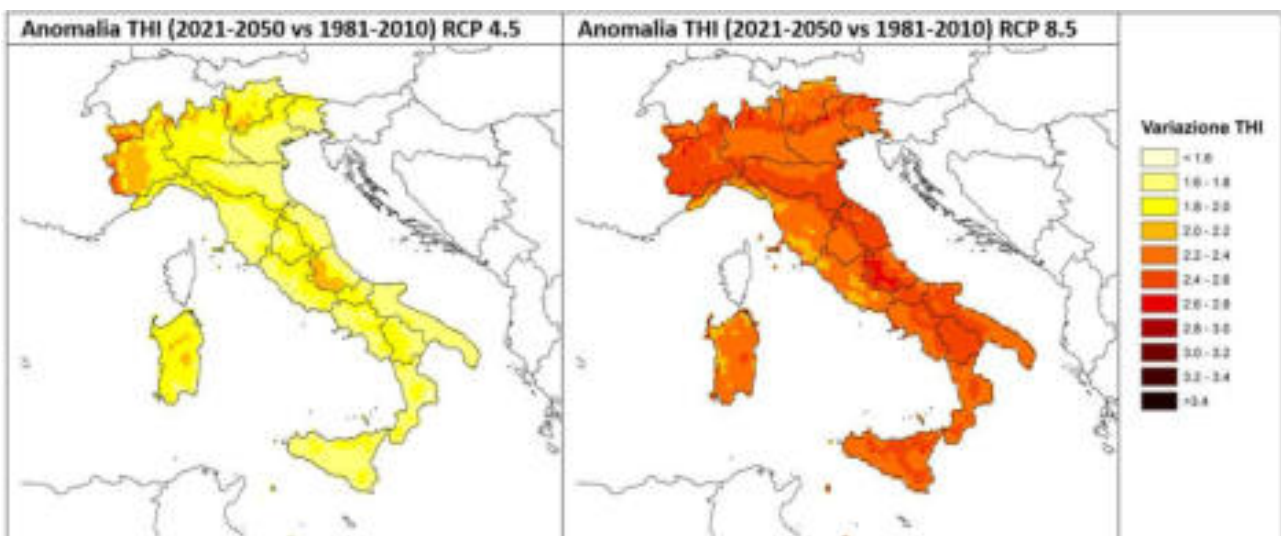 Anomalia THI (2021-2050 vs 1981-2010) RCP 4.5
Anomalia THI (2021-2050 vs 1981-2010) RCP 8.5
Variazione THI
< 1.6
1.6 - 1.8
1.8 - 2.0
2.0 - 2.2
2.2 - 2.4
2.4 - 2.6
2.6 - 2.8
2.8 - 3.0
3.0 - 3.2
3.2 - 3.4
>3.4